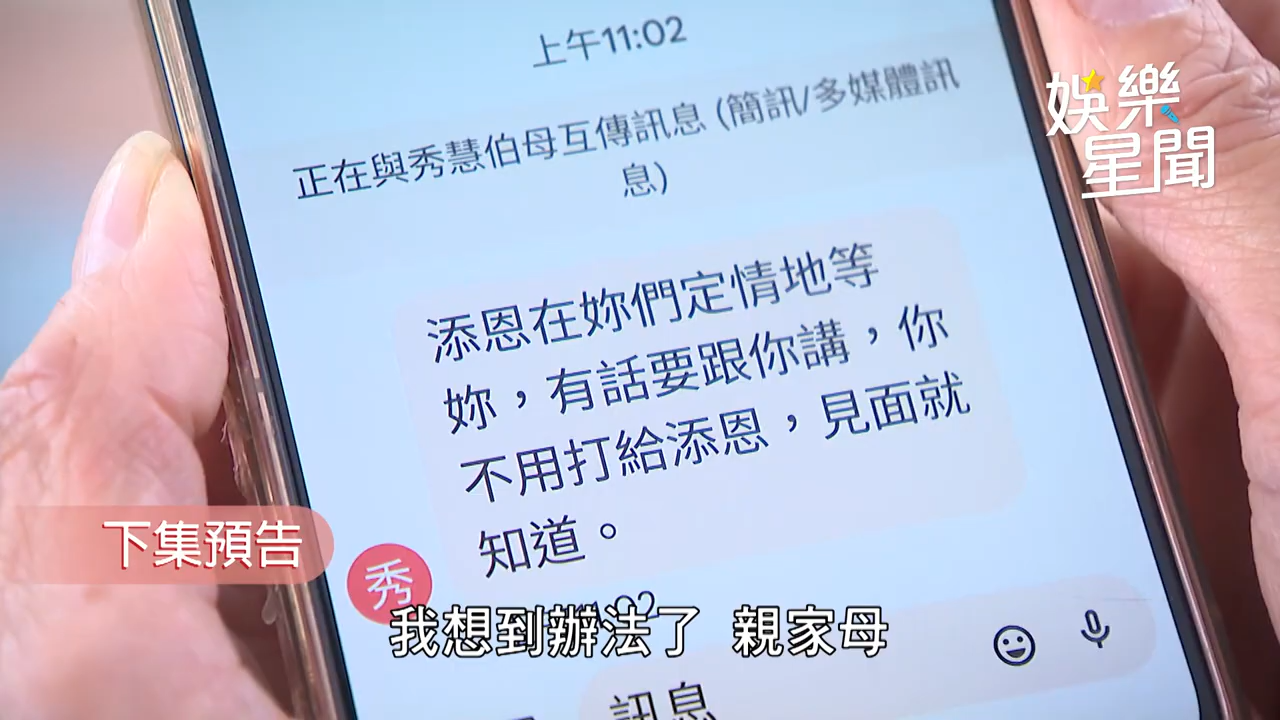 上午11:02
娛樂
星聞
正在與秀慧伯母互傳訊息 (簡訊/多媒體訊
息)
添恩在妳們定情地等
妳，有話要跟你講，你
不用打給添恩，見面就
知道。
下集預告
秀
我想到辦法了 親家母
訊息